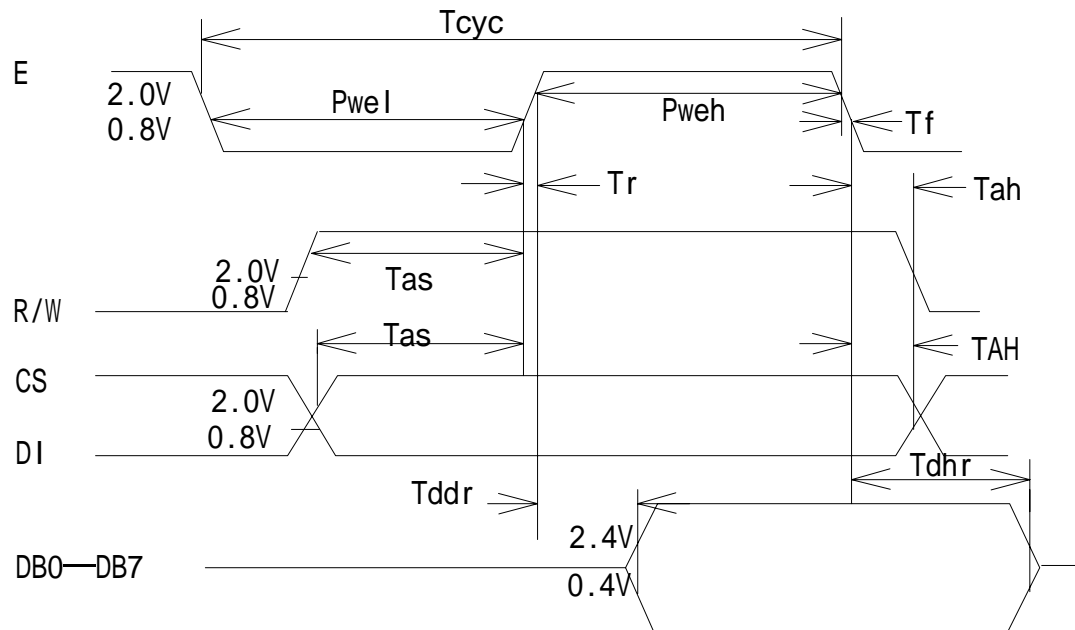 Tcyc
E
2.0V
Pwel
Pweh
0.8V
Tf
Tr
Tah
2.0V
Tas
0.8V
R/W
Tas
TAH
CS
2.0V
0.8V
DI
Tdhr
Tddr
2.4V
DB0—DB7
0.4V